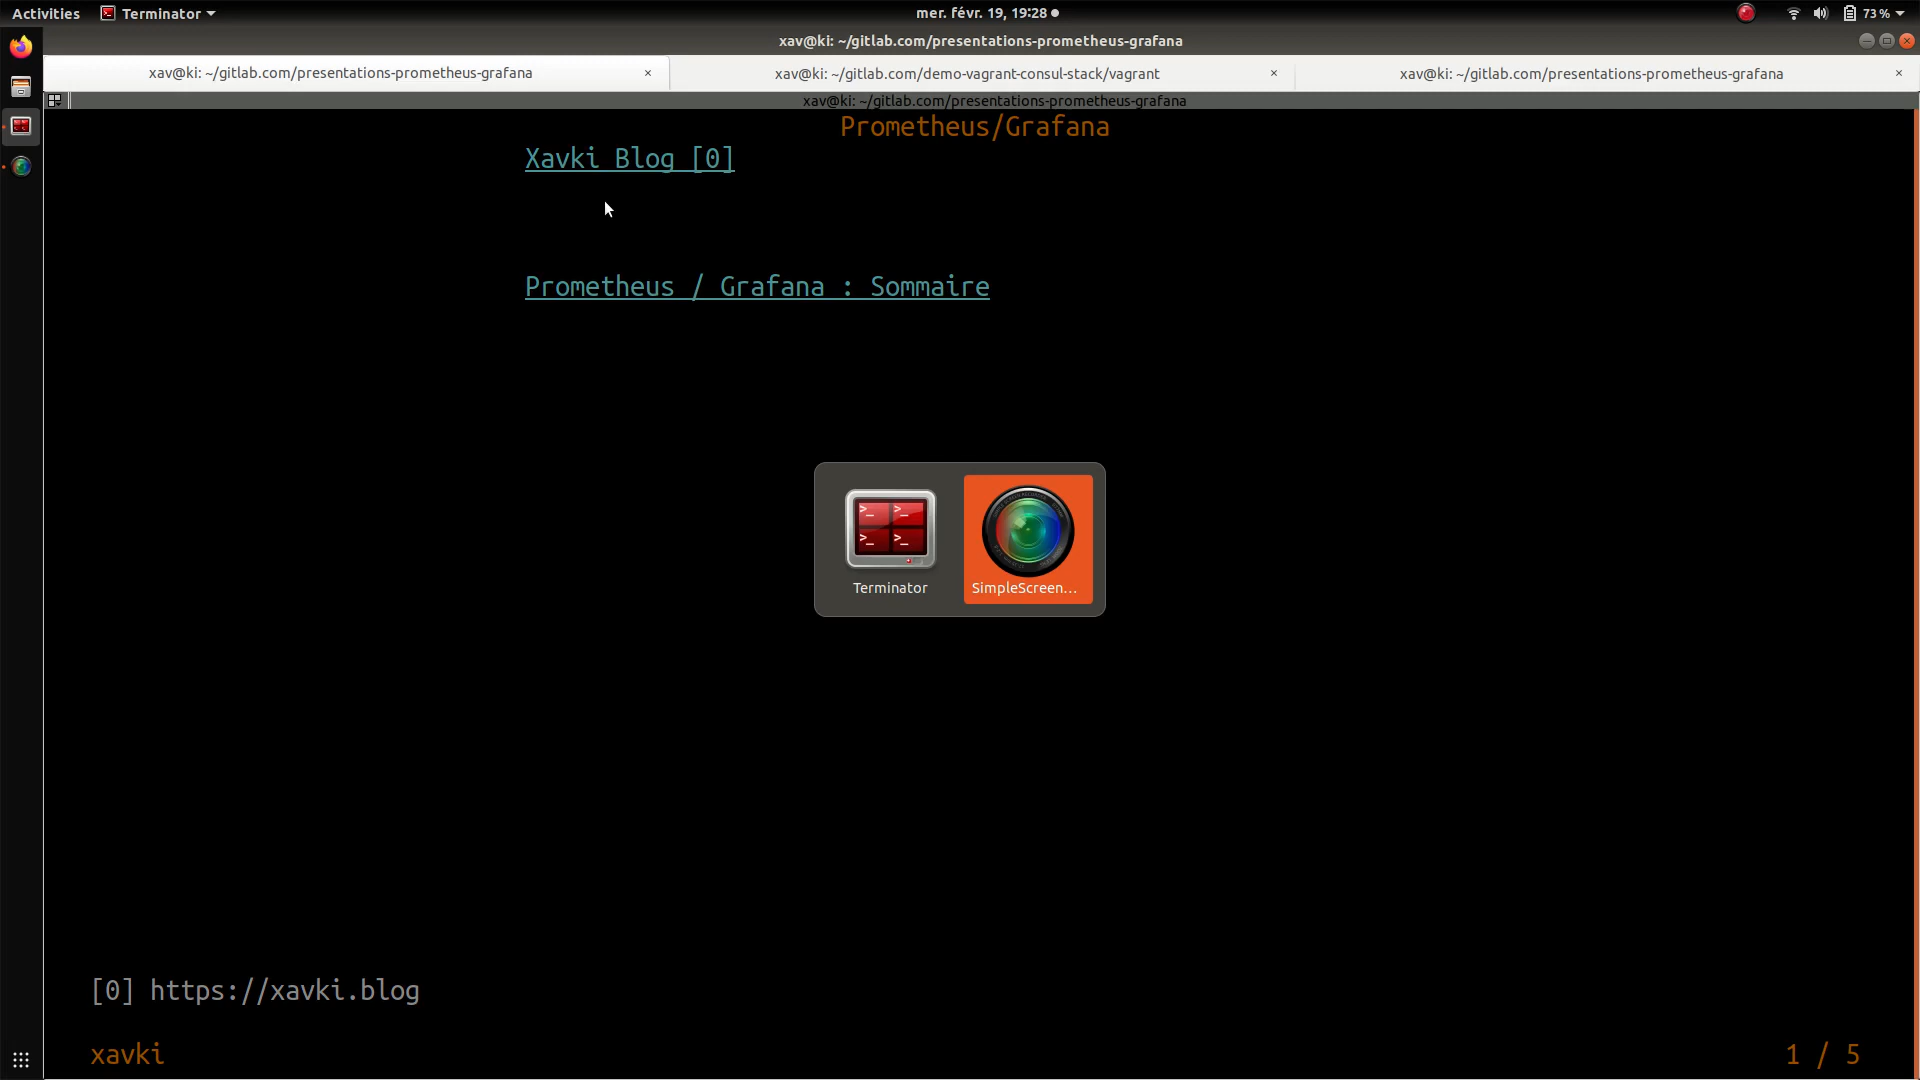 Activities Terminator mer. févr. 19, 19:28 73 %
xav@ki: ~/gitlab.com/presentations-prometheus-grafana
xav@ki: ~/gitlab.com/presentations-prometheus-grafana × xav@ki: ~/gitlab.com/demo-vagrant-consul-stack/vagrant × xav@ki: ~/gitlab.com/presentations-prometheus-grafana ×
xav@ki: ~/gitlab.com/presentations-prometheus-grafana
Prometheus/Grafana
Xavki Blog [0]
Prometheus / Grafana : Sommaire
Terminator SimpleScreen...
[0] https://xavki.blog
xavki 1 / 5